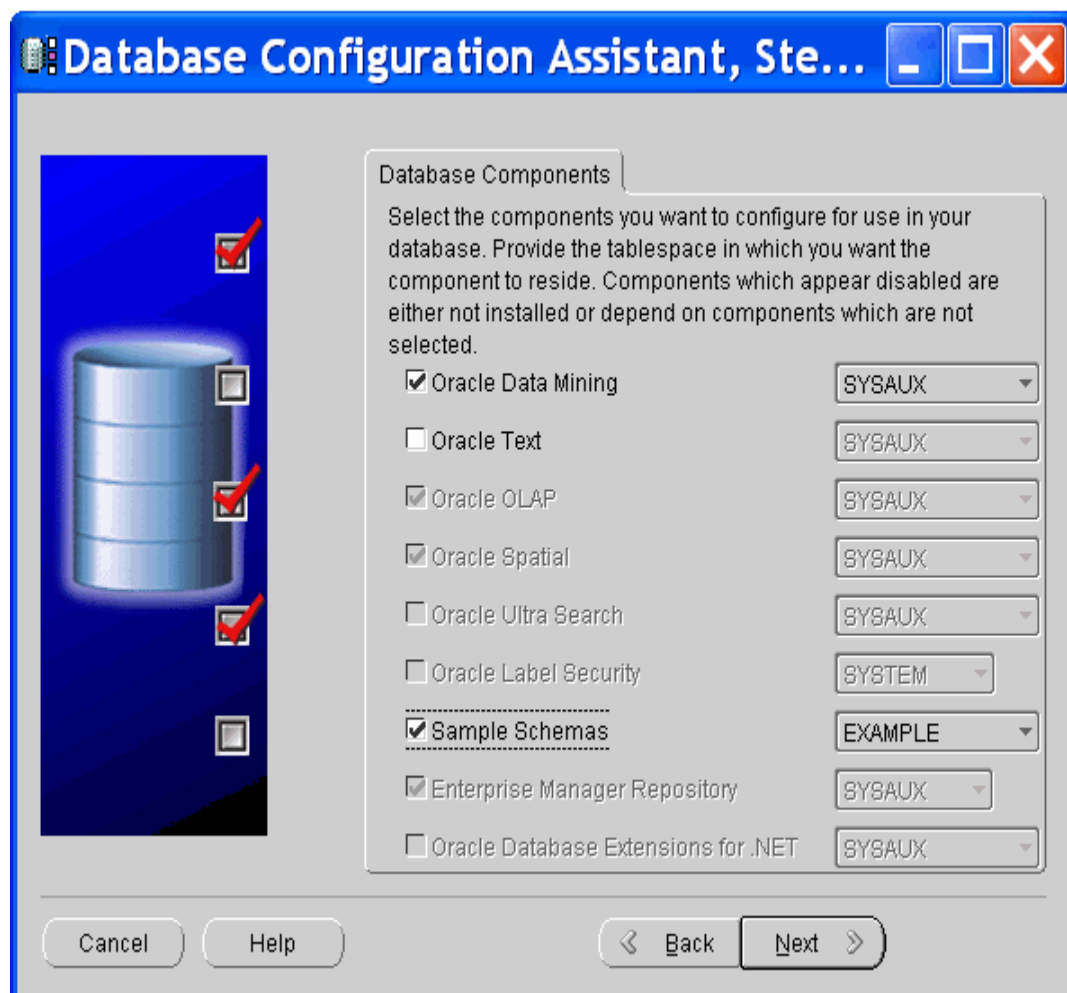 Database Configuration Assistant, Ste...
Database Components
Select the components you want to configure for use in your
database. Provide the tablespace in which you want the
component to reside. Components which appear disabled are
either not installed or depend on components which are not
selected.
Oracle Data Mining SYSAUX
Oracle Text SYSAUX
Oracle OLAP SYSAUX
Oracle Spatial SYSAUX
Oracle Ultra Search SYSAUX
Oracle Label Security SYSTEM
Sample Schemas EXAMPLE
Enterprise Manager Repository SYSAUX
Oracle Database Extensions for .NET SYSAUX
Cancel Help Back Next